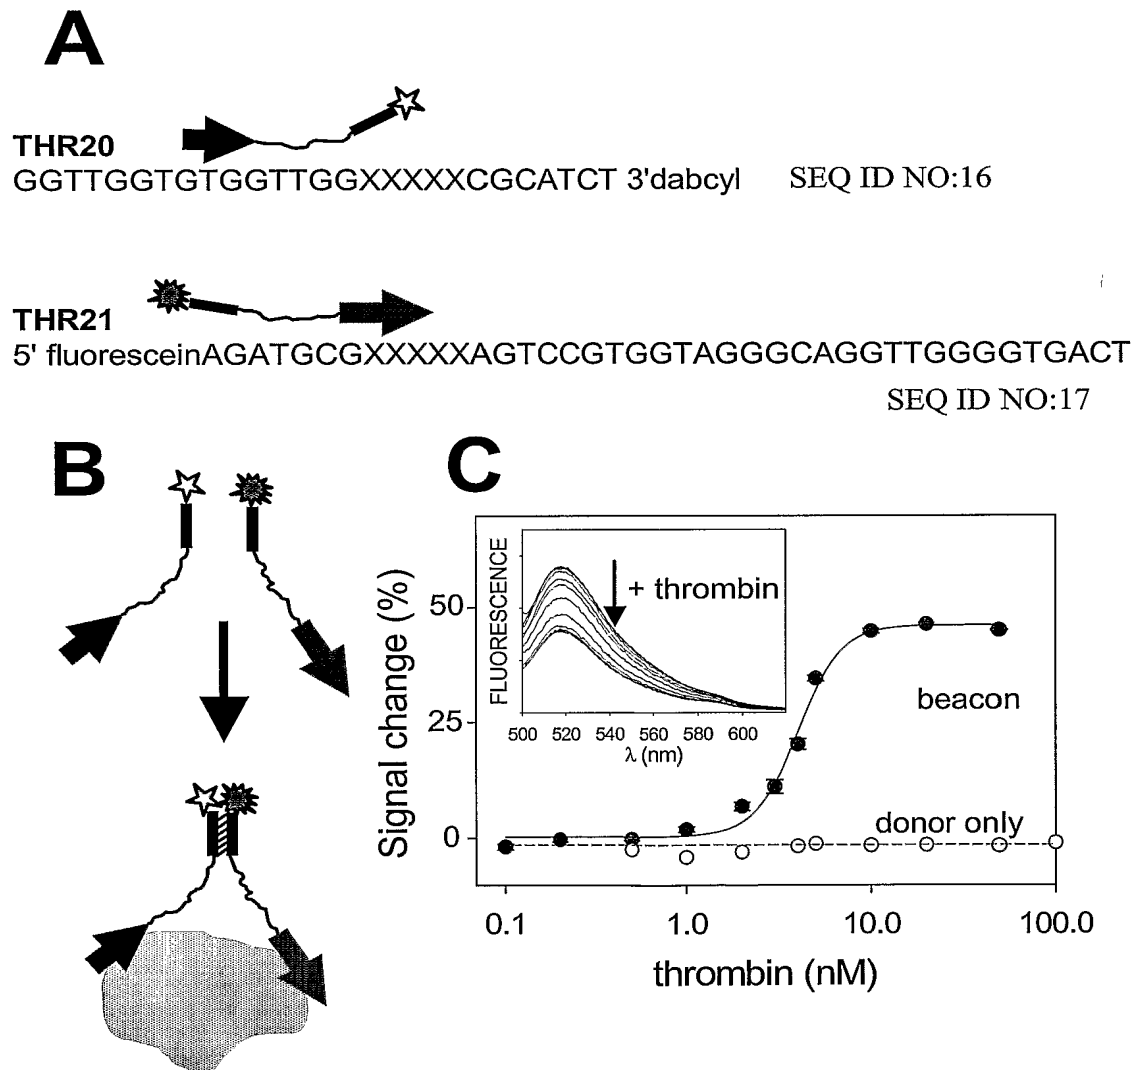 A
THR20
GGTTGGTGTGGTTGGXXXXXCGCATCT 3'dabcyl SEQ ID NO:16
THR21
5' fluoresceinAGATGCGXXXXXAGTCCGTGGTAGGGCAGGTTGGGGTGACT
SEQ ID NO:17
B
C
FLUORESCENCE
+ thrombin
500 520 540 560 580 600
λ (nm)
Signal change (%)
50
25
0
beacon
donor only
0.1 1.0 10.0 100.0
thrombin (nM)